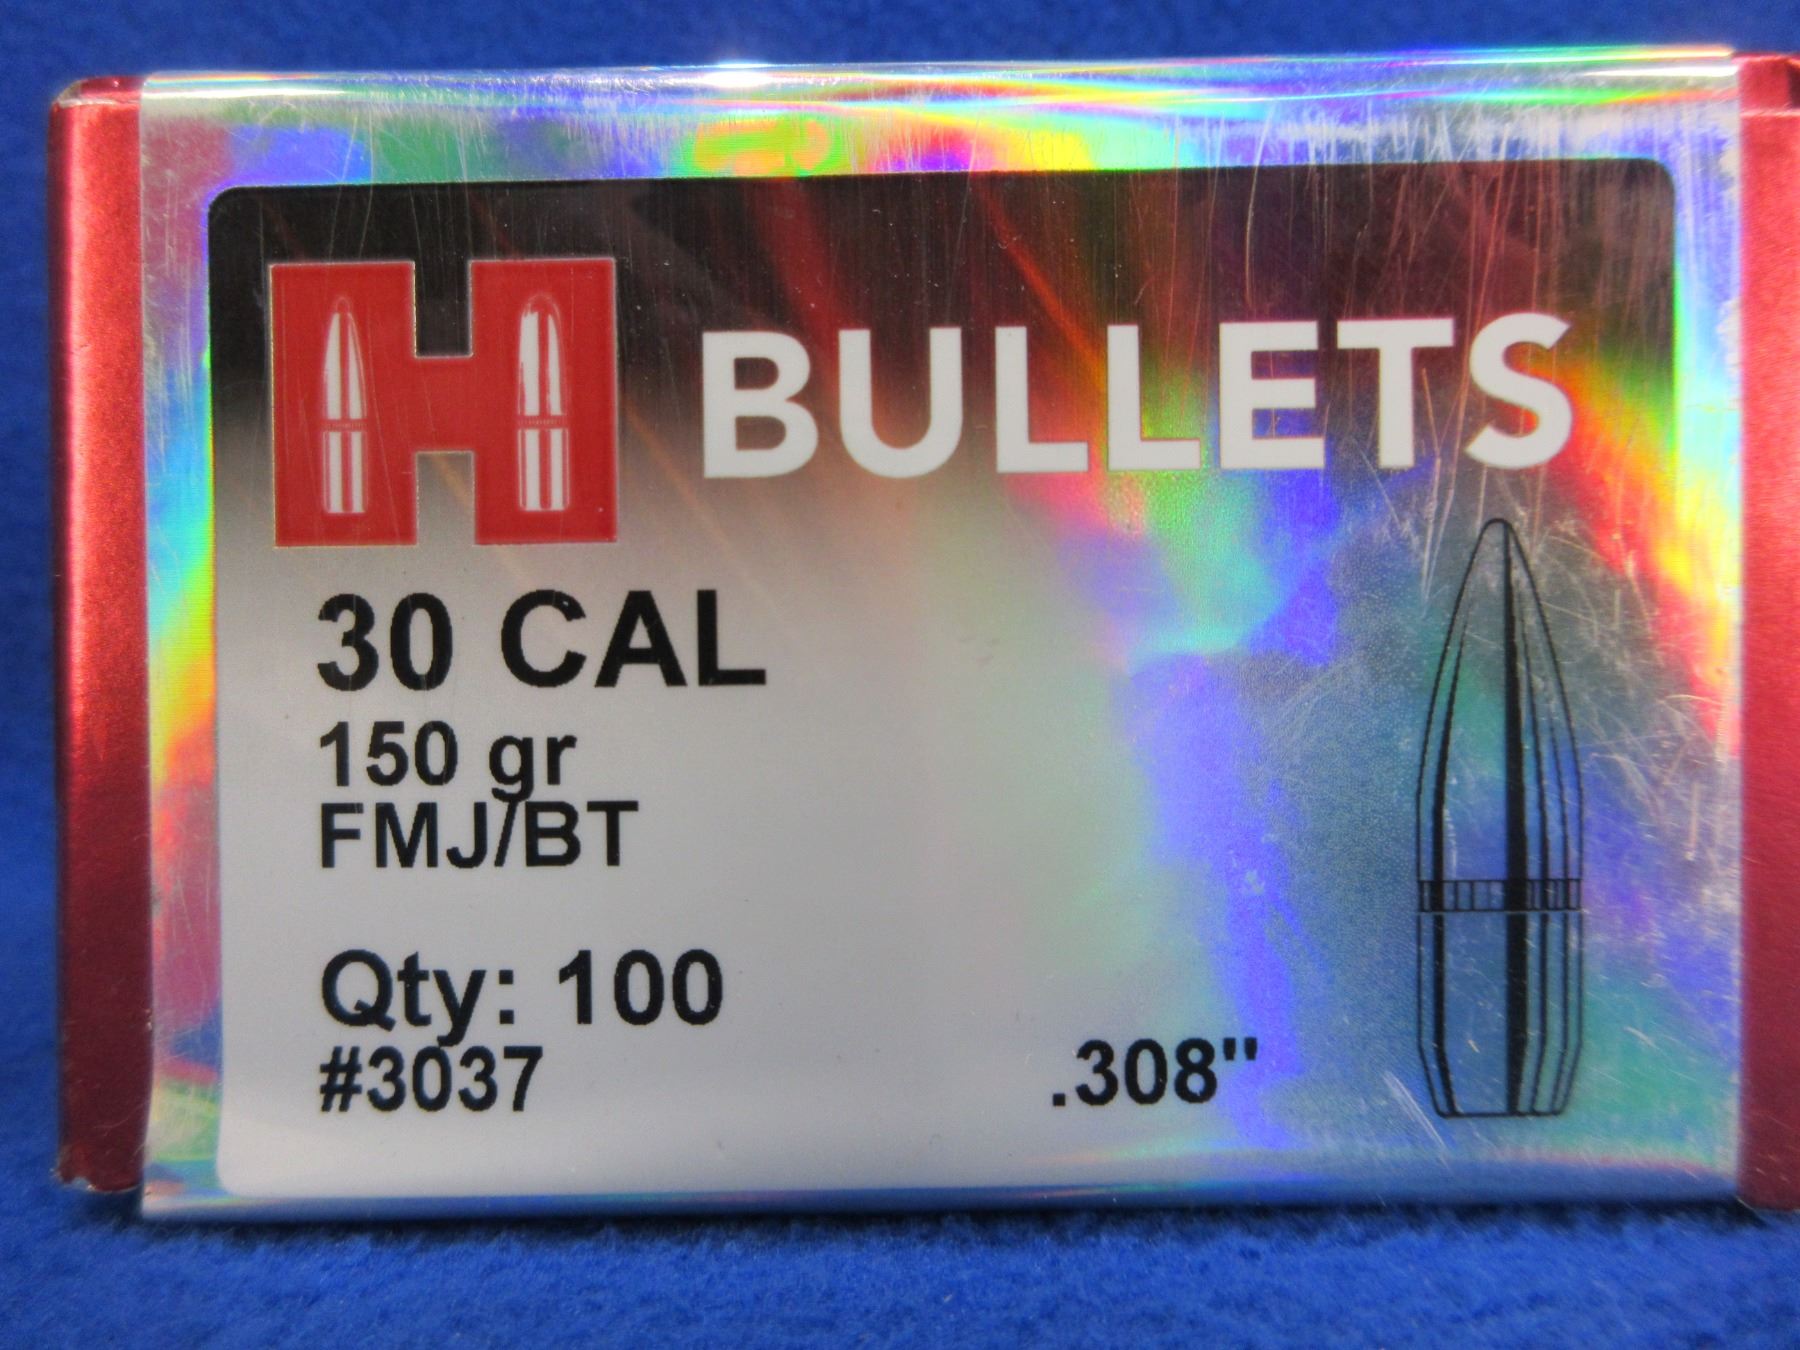 H BULLETS
30 CAL
150 gr
FMJ/BT
Qty: 100
#3037
.308"